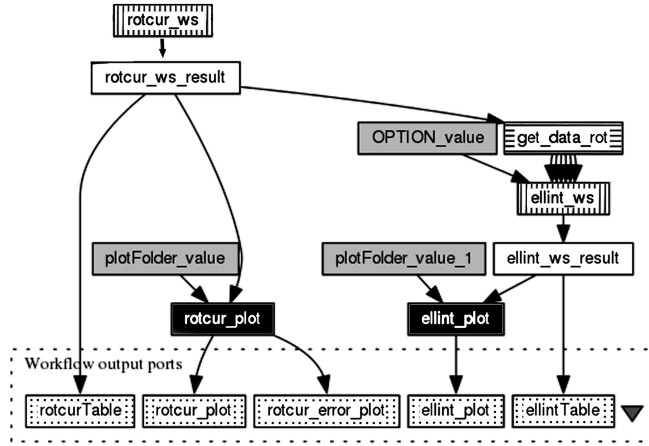 rotcur_ws
rotcur_ws_result
OPTION_value
get_data_rot
ellint_ws
plotFolder_value
plotFolder_value_1
ellint_ws_result
rotcur_plot
ellint_plot
Workflow output ports
rotcurTable
rotcur_plot
rotcur_error_plot
ellint_plot
ellintTable